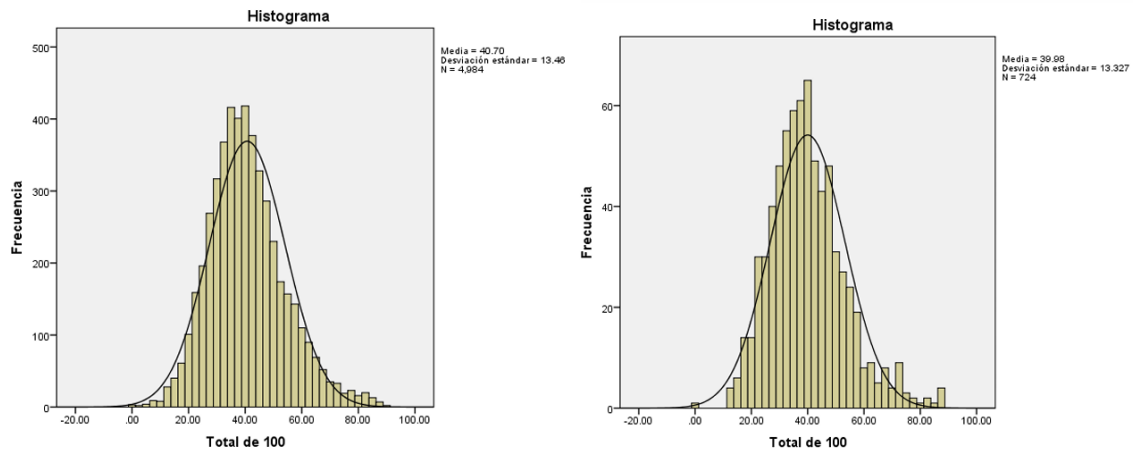 Histograma
Media = 40.70
Desviación estándar = 13.46
N = 4,984
500
400
300
200
100
0
Frecuencia
-20.00
.00
20.00
40.00
60.00
80.00
100.00
Total de 100
Histograma
Media = 39.98
Desviación estándar = 13.327
N = 724
60
40
20
0
Frecuencia
-20.00
.00
20.00
40.00
60.00
80.00
100.00
Total de 100